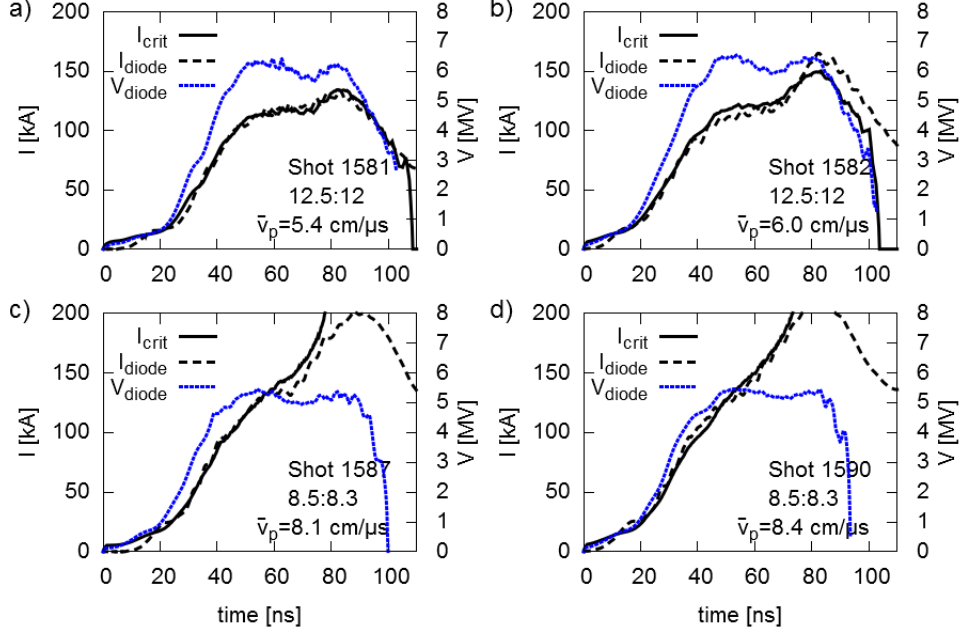 a)
200
150
100
50
0
I [kA]
8
7
6
5
4
3
2
1
0
V [MV]
I_crit
I_diode
V_diode
Shot 1581
12.5:12
v̄_p=5.4 cm/µs
0 20 40 60 80 100
b)
200
150
100
50
0
I [kA]
8
7
6
5
4
3
2
1
0
V [MV]
I_crit
I_diode
V_diode
Shot 1582
12.5:12
v̄_p=6.0 cm/µs
0 20 40 60 80 100
c)
200
150
100
50
0
I [kA]
8
7
6
5
4
3
2
1
0
V [MV]
I_crit
I_diode
V_diode
Shot 1587
8.5:8.3
v̄_p=8.1 cm/µs
0 20 40 60 80 100
time [ns]
d)
200
150
100
50
0
I [kA]
8
7
6
5
4
3
2
1
0
V [MV]
I_crit
I_diode
V_diode
Shot 1590
8.5:8.3
v̄_p=8.4 cm/µs
0 20 40 60 80 100
time [ns]